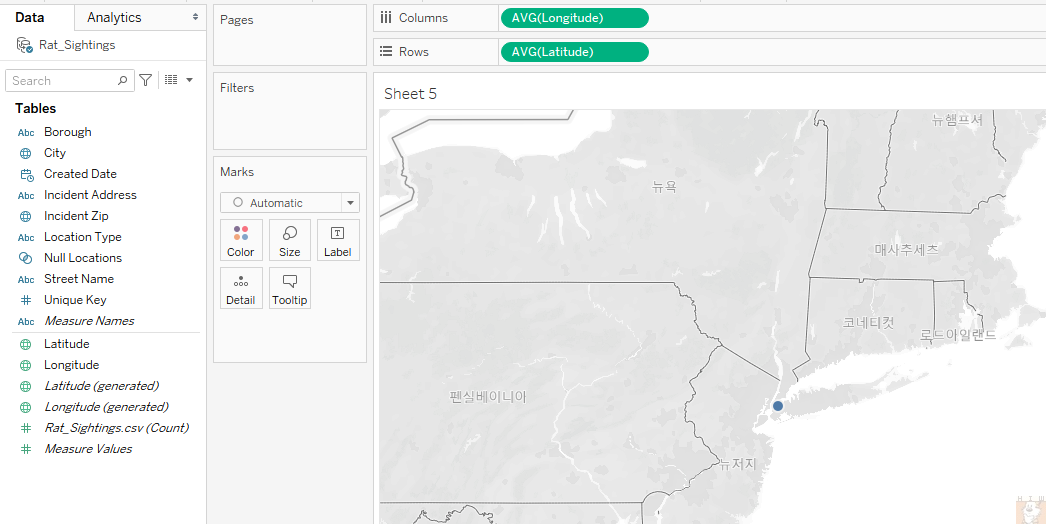 Data
Analytics
Rat_Sightings
Search
Tables
Abc Borough
City
Created Date
Abc Incident Address
Incident Zip
Abc Location Type
Null Locations
Abc Street Name
Unique Key
Abc Measure Names
Latitude
Longitude
Latitude (generated)
Longitude (generated)
Rat_Sightings.csv (Count)
Measure Values
Pages
Filters
Marks
Automatic
Color Size Label
Detail Tooltip
Columns AVG(Longitude)
Rows AVG(Latitude)
Sheet 5
뉴햄프셔
뉴욕
매사추세츠
코네티컷
로드아일랜드
펜실베이니아
뉴저지